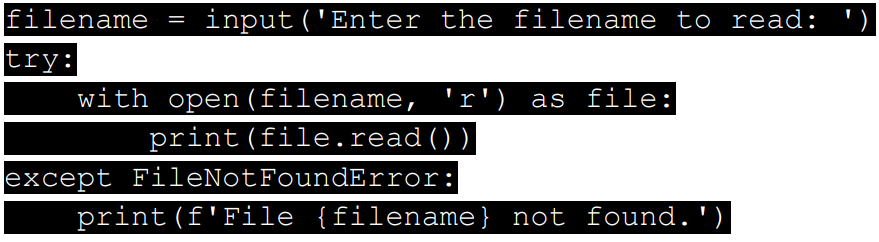 filename = input('Enter the filename to read: ')
try:
    with open(filename, 'r') as file:
        print(file.read())
except FileNotFoundError:
    print(f'File {filename} not found.')